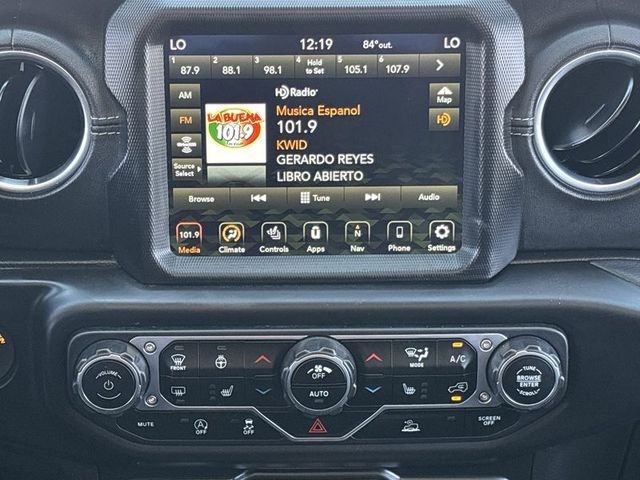 LO 12:19 84°out. LO
1 87.9 2 88.1 3 98.1 4 Hold to Set 5 105.1 6 107.9
AM
HD Radio
Map
FM
LA BUENA
101.9
Musica Espanol
101.9
KWID
GERARDO REYES
LIBRO ABIERTO
Source
Select
Browse Tune Audio
101.9
Media Climate Controls Apps N Nav Phone Settings
VOLUME
FRONT
OFF
AUTO
MODE
A/C
TUNE
BROWSE
ENTER
SCROLL
MUTE
OFF
OFF
SCREEN
OFF